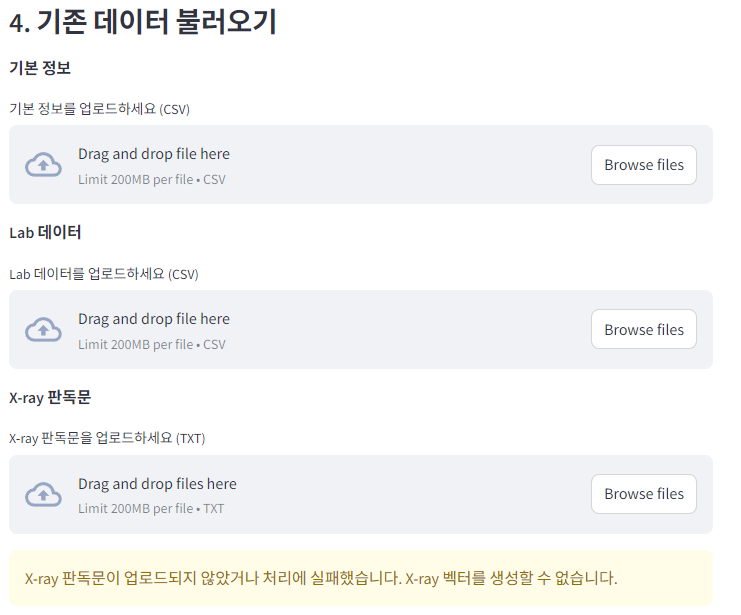 4. 기존 데이터 불러오기
기본 정보
기본 정보를 업로드하세요 (CSV)
Drag and drop file here
Limit 200MB per file • CSV
Browse files
Lab 데이터
Lab 데이터를 업로드하세요 (CSV)
Drag and drop file here
Limit 200MB per file • CSV
Browse files
X-ray 판독문
X-ray 판독문을 업로드하세요 (TXT)
Drag and drop files here
Limit 200MB per file • TXT
Browse files
X-ray 판독문이 업로드되지 않았거나 처리에 실패했습니다. X-ray 벡터를 생성할 수 없습니다.